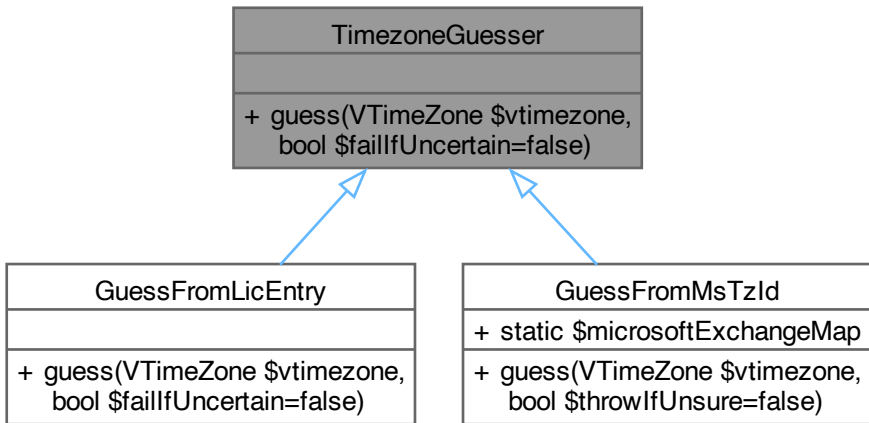 TimezoneGuesser
+ guess(VTimeZone $vtimezone,
bool $failIfUncertain=false)
GuessFromLicEntry
+ guess(VTimeZone $vtimezone,
bool $failIfUncertain=false)
GuessFromMsTzId
+ static $microsoftExchangeMap
+ guess(VTimeZone $vtimezone,
bool $throwIfUnsure=false)